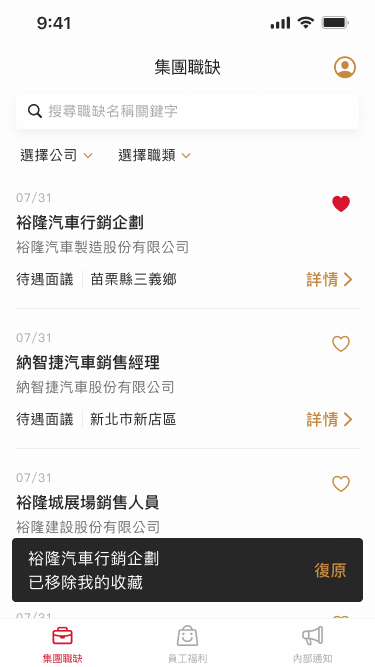 9:41
集團職缺
搜尋職缺名稱關鍵字
選擇公司 選擇職類
07/31
裕隆汽車行銷企劃
裕隆汽車製造股份有限公司
待遇面議 苗栗縣三義鄉 詳情
07/31
納智捷汽車銷售經理
納智捷汽車股份有限公司
待遇面議 新北市新店區 詳情
07/31
裕隆城展場銷售人員
裕隆建設股份有限公司
裕隆汽車行銷企劃
已移除我的收藏 復原
07/31
集團職缺 員工福利 內部通知